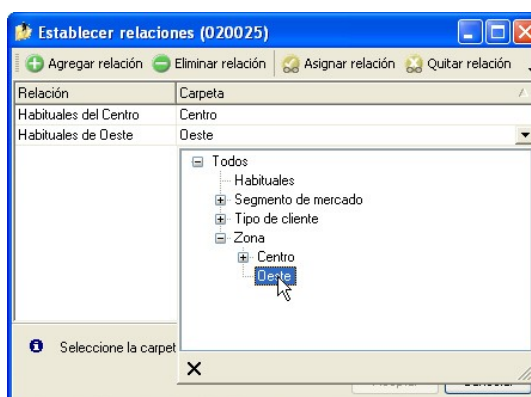 Establecer relaciones (020025)
Agregar relación Eliminar relación Asignar relación Quitar relación
Relación Carpeta
Habituales del Centro Centro
Habituales de Oeste Oeste
Todos
Habituales
Segmento de mercado
Tipo de cliente
Zona
Centro
Oeste
Seleccione la carpet